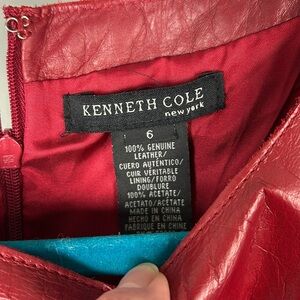 KENNETH COLE
new york
6
100% GENUINE
LEATHER/
CUERO AUTÉNTICO/
CUIR VÉRITABLE
LINING/FORRO
DOUBLURE
100% ACETATE/
ACETATO/ACÉTATE
MADE IN CHINA
HECHO EN CHINA
FABRIQUE EN CHINE